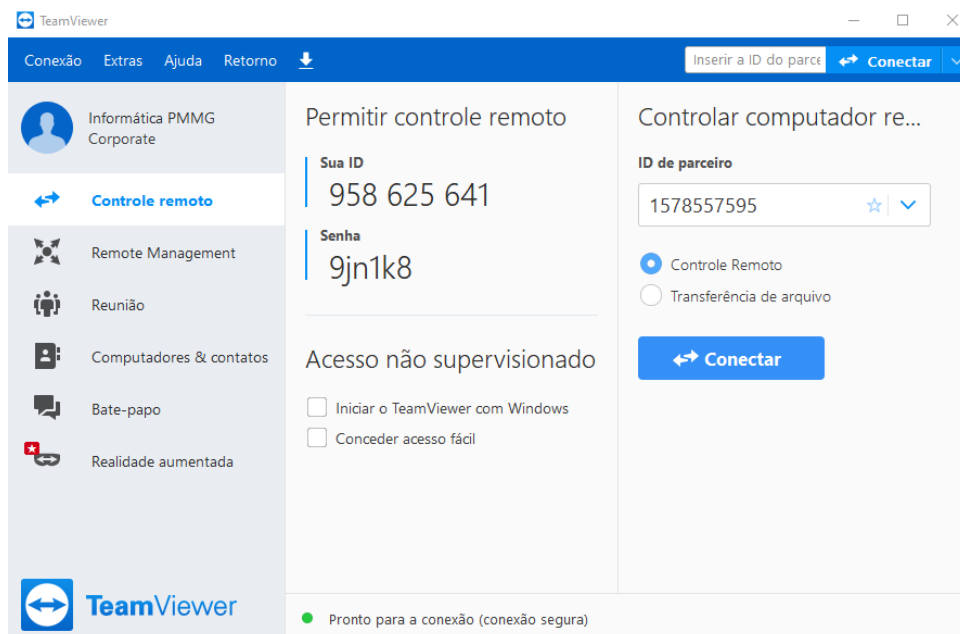 TeamViewer
Conexão Extras Ajuda Retorno
Inserir a ID do parce
Conectar
Informática PMMG
Corporate
Controle remoto
Remote Management
Reunião
Computadores & contatos
Bate-papo
Realidade aumentada
TeamViewer
Permitir controle remoto
Sua ID
958 625 641
Senha
9jn1k8
Acesso não supervisionado
Iniciar o TeamViewer com Windows
Conceder acesso fácil
Controlar computador re...
ID de parceiro
1578557595
Controle Remoto
Transferência de arquivo
Conectar
Pronto para a conexão (conexão segura)